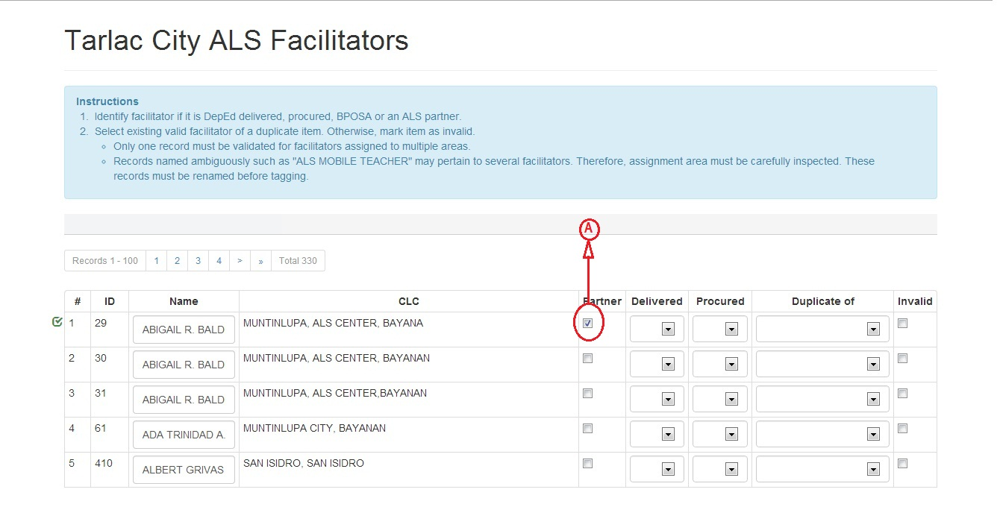 Tarlac City ALS Facilitators
Instructions
1. Identify facilitator if it is DepEd delivered, procured, BPOSA or an ALS partner.
2. Select existing valid facilitator of a duplicate item. Otherwise, mark item as invalid.
Only one record must be validated for facilitators assigned to multiple areas.
Records named ambiguously such as "ALS MOBILE TEACHER" may pertain to several facilitators. Therefore, assignment area must be carefully inspected. These
records must be renamed before tagging.
A
Records 1 - 100 1 2 3 4 > » Total 330
# ID Name CLC Partner Delivered Procured Duplicate of Invalid
1 29 ABIGAIL R. BALD MUNTINLUPA, ALS CENTER, BAYANA
2 30 ABIGAIL R. BALD MUNTINLUPA, ALS CENTER, BAYANAN
3 31 ABIGAIL R. BALD MUNTINLUPA, ALS CENTER,BAYANAN
4 61 ADA TRINIDAD A. MUNTINLUPA CITY, BAYANAN
5 410 ALBERT GRIVAS SAN ISIDRO, SAN ISIDRO